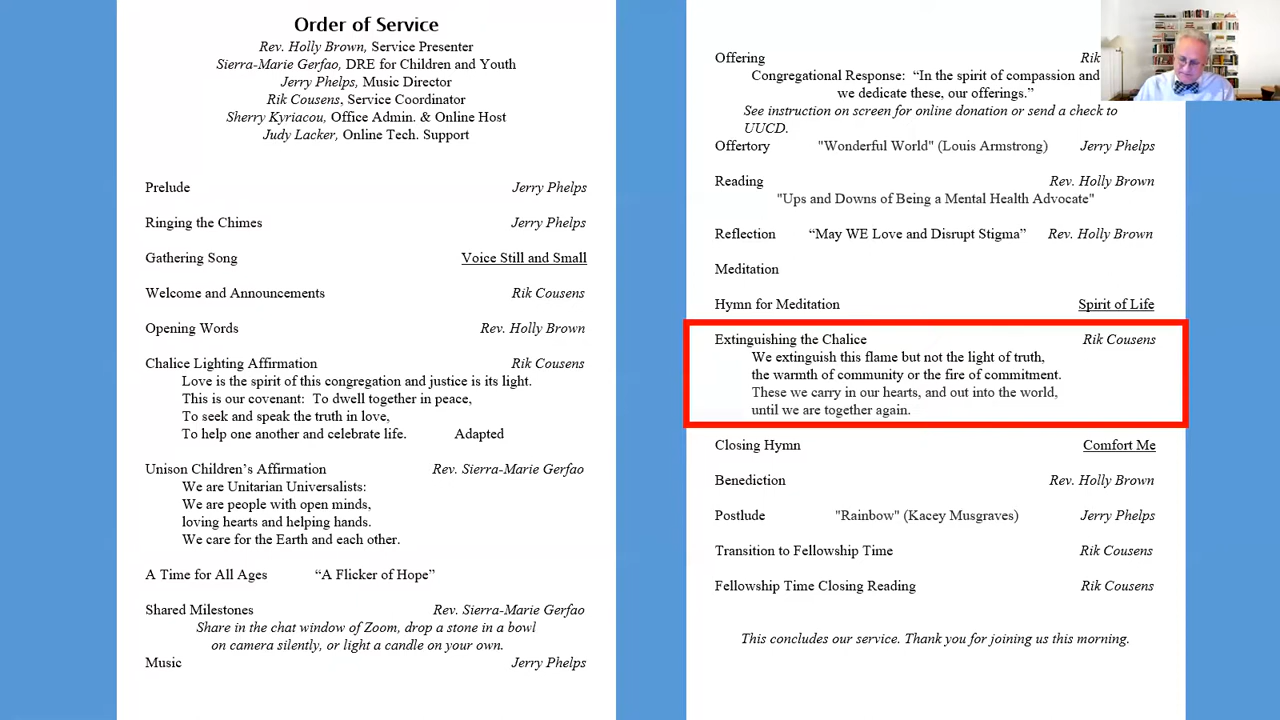 Order of Service
Rev. Holly Brown, Service Presenter
Sierra-Marie Gerfao, DRE for Children and Youth
Jerry Phelps, Music Director
Rik Cousens, Service Coordinator
Sherry Kyriacou, Office Admin. & Online Host
Judy Lacker, Online Tech. Support
Prelude Jerry Phelps
Ringing the Chimes Jerry Phelps
Gathering Song Voice Still and Small
Welcome and Announcements Rik Cousens
Opening Words Rev. Holly Brown
Chalice Lighting Affirmation Rik Cousens
Love is the spirit of this congregation and justice is its light.
This is our covenant: To dwell together in peace,
To seek and speak the truth in love,
To help one another and celebrate life. Adapted
Unison Children’s Affirmation Rev. Sierra-Marie Gerfao
We are Unitarian Universalists:
We are people with open minds,
loving hearts and helping hands.
We care for the Earth and each other.
A Time for All Ages “A Flicker of Hope”
Shared Milestones Rev. Sierra-Marie Gerfao
Share in the chat window of Zoom, drop a stone in a bowl
on camera silently, or light a candle on your own.
Music Jerry Phelps
Offering Rik
Congregational Response: “In the spirit of compassion and
we dedicate these, our offerings.”
See instruction on screen for online donation or send a check to
UUCD.
Offertory "Wonderful World" (Louis Armstrong) Jerry Phelps
Reading Rev. Holly Brown
"Ups and Downs of Being a Mental Health Advocate"
Reflection “May WE Love and Disrupt Stigma” Rev. Holly Brown
Meditation
Hymn for Meditation Spirit of Life
Extinguishing the Chalice Rik Cousens
We extinguish this flame but not the light of truth,
the warmth of community or the fire of commitment.
These we carry in our hearts, and out into the world,
until we are together again.
Closing Hymn Comfort Me
Benediction Rev. Holly Brown
Postlude "Rainbow" (Kacey Musgraves) Jerry Phelps
Transition to Fellowship Time Rik Cousens
Fellowship Time Closing Reading Rik Cousens
This concludes our service. Thank you for joining us this morning.